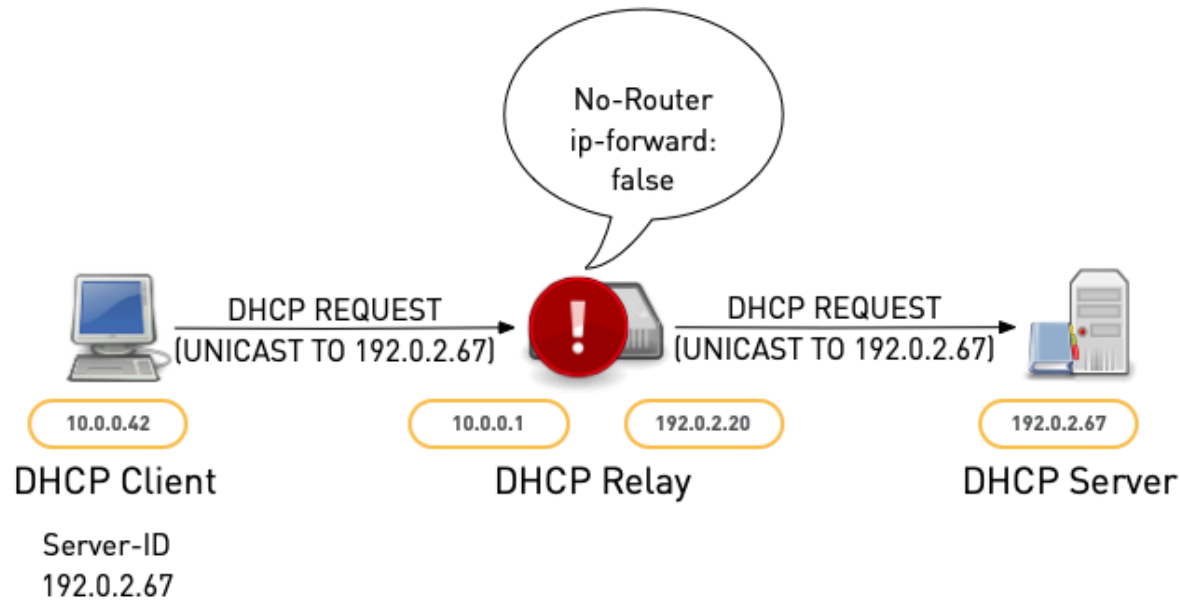 No-Router
ip-forward:
false
DHCP REQUEST
(UNICAST TO 192.0.2.67)
DHCP REQUEST
(UNICAST TO 192.0.2.67)
10.0.0.42
10.0.0.1
192.0.2.20
192.0.2.67
DHCP Client
DHCP Relay
DHCP Server
Server-ID
192.0.2.67